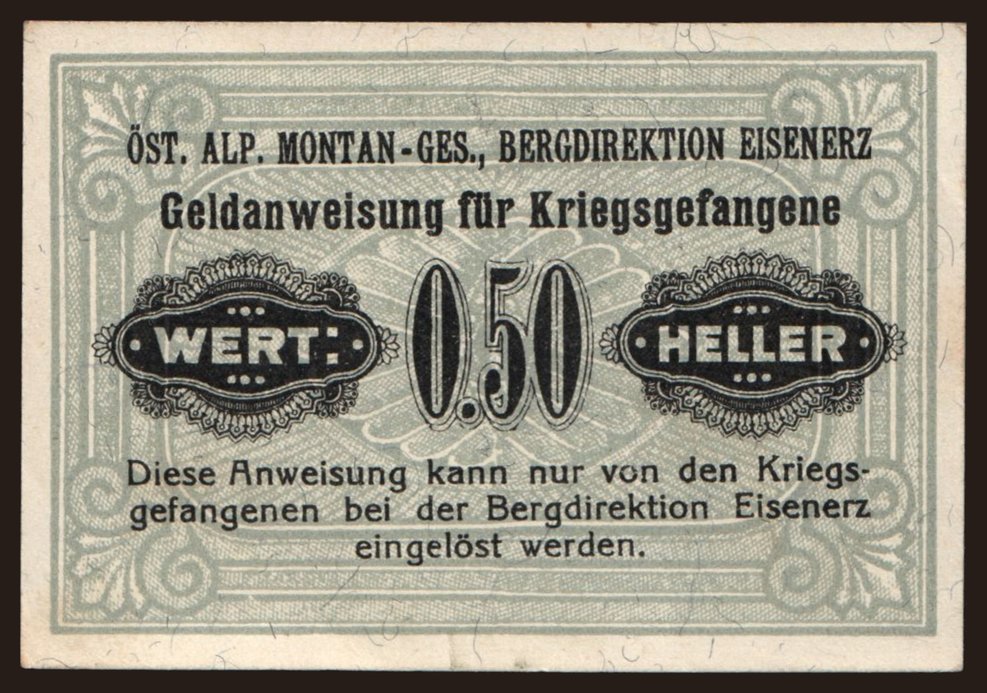 ÖST. ALP. MONTAN-GES., BERGDIREKTION EISENERZ
Geldanweisung für Kriegsgefangene
WERT: 0.50 HELLER
Diese Anweisung kann nur von den Kriegs-
gefangenen bei der Bergdirektion Eisenerz
eingelöst werden.